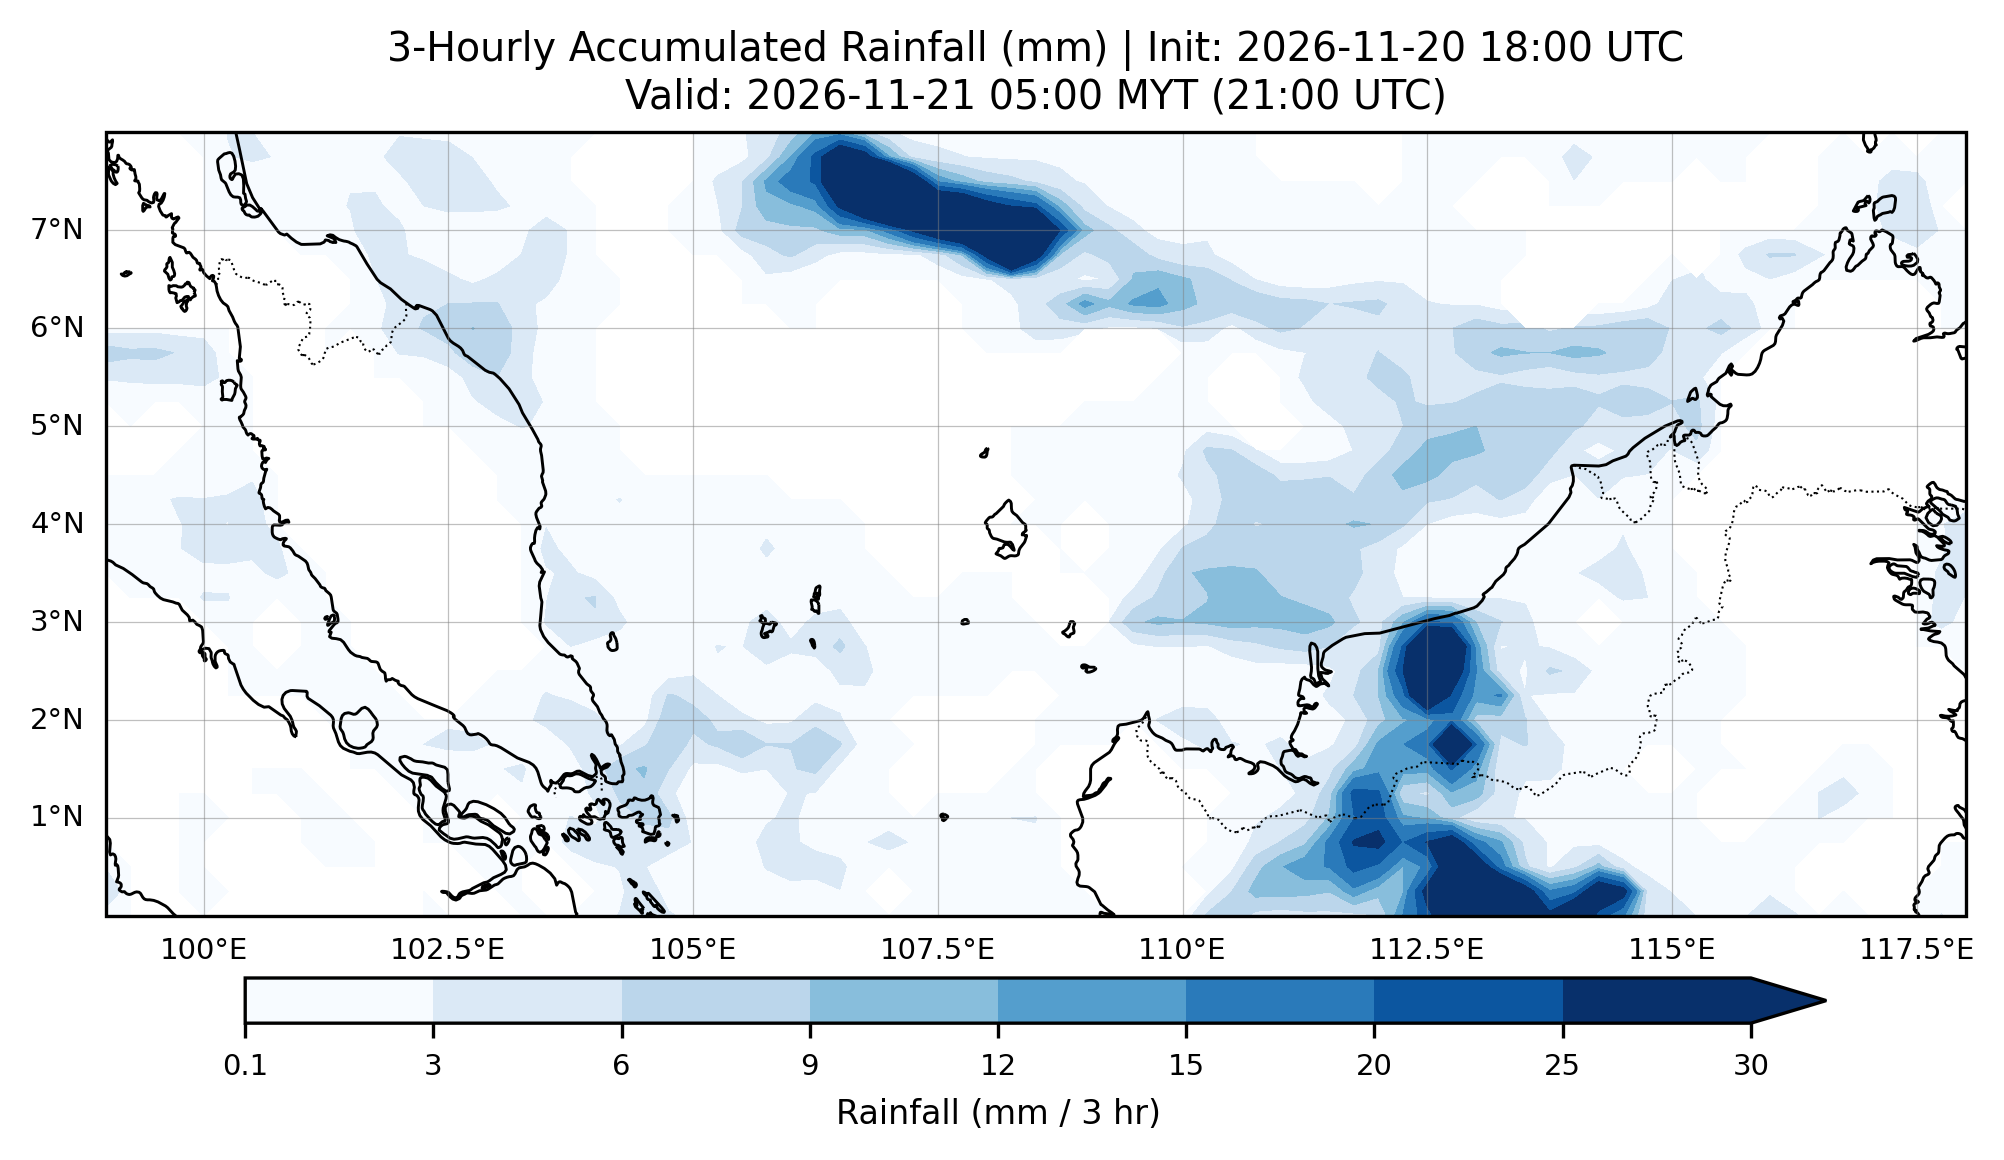 3-Hourly Accumulated Rainfall (mm) | Init: 2026-11-20 18:00 UTC
Valid: 2026-11-21 05:00 MYT (21:00 UTC)
7°N
6°N
5°N
4°N
3°N
2°N
1°N
100°E 102.5°E 105°E 107.5°E 110°E 112.5°E 115°E 117.5°E
0.1 3 6 9 12 15 20 25 30
Rainfall (mm / 3 hr)